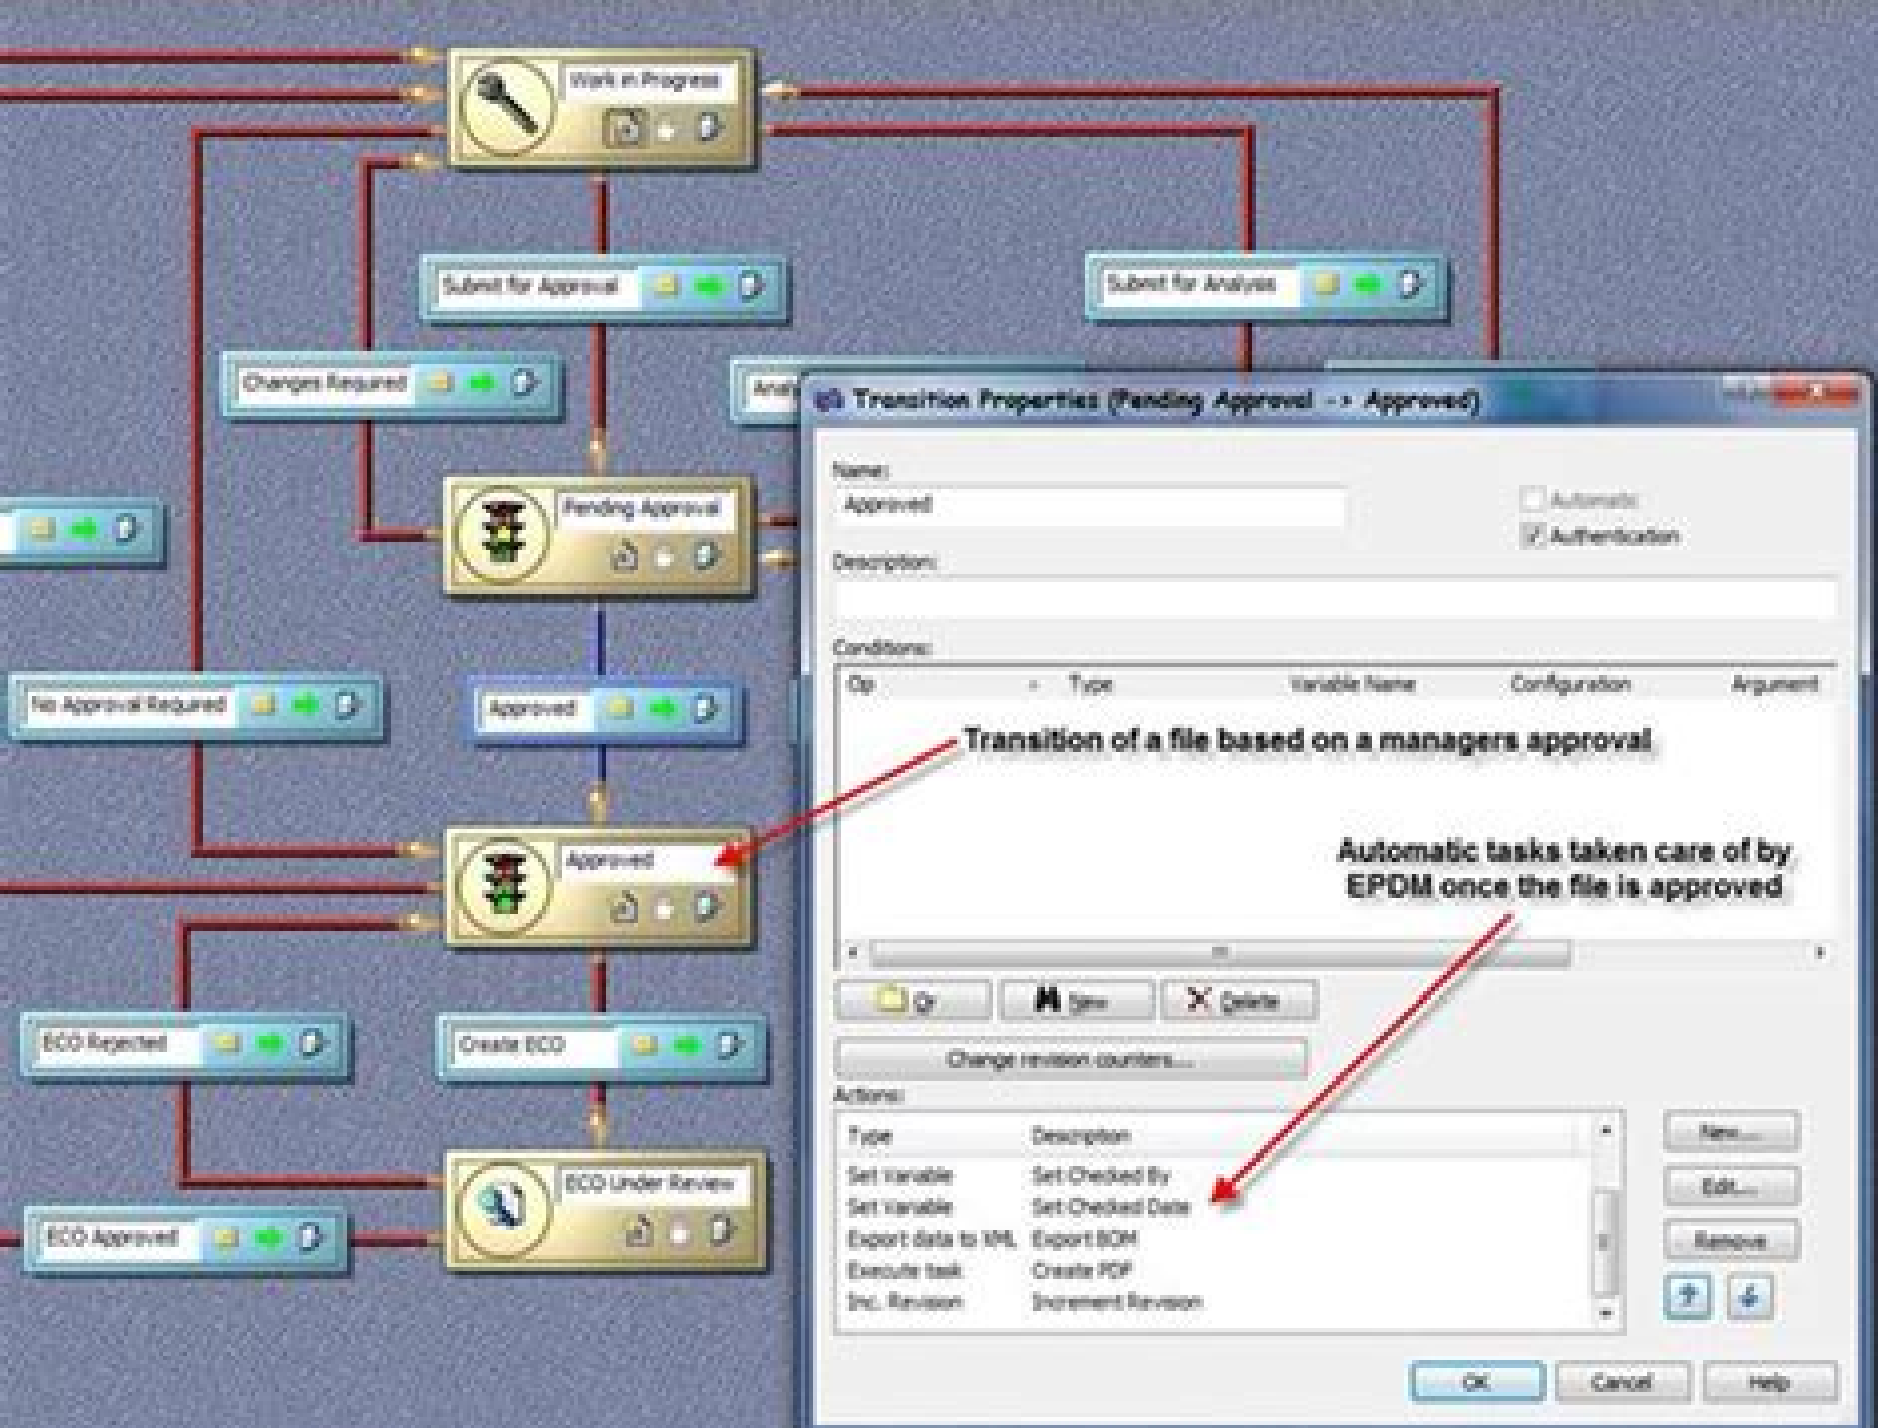 Work in Progress
Submit for Approval
Submit for Analysis
Changes Required
Pending Approval
No Approval Required
Approved
Approved
ECO Rejected
Create ECO
ECO Under Review
ECO Approved
Transition Properties (Pending Approval -> Approved)
Name:
Approved
Automatic
Authentication
Description:
Conditions:
Op Type Variable Name Configuration Argument
Transition of a file based on a managers approval.
Automatic tasks taken care of by
EPDM once the file is approved
Or New Delete
Change revision counters...
Actions:
Type Description
Set Variable Set Checked By
Set Variable Set Checked Date
Export data to XML Export BOM
Execute task Create PDF
Inc. Revision Increment Revision
New...
Edit...
Remove
OK Cancel Help